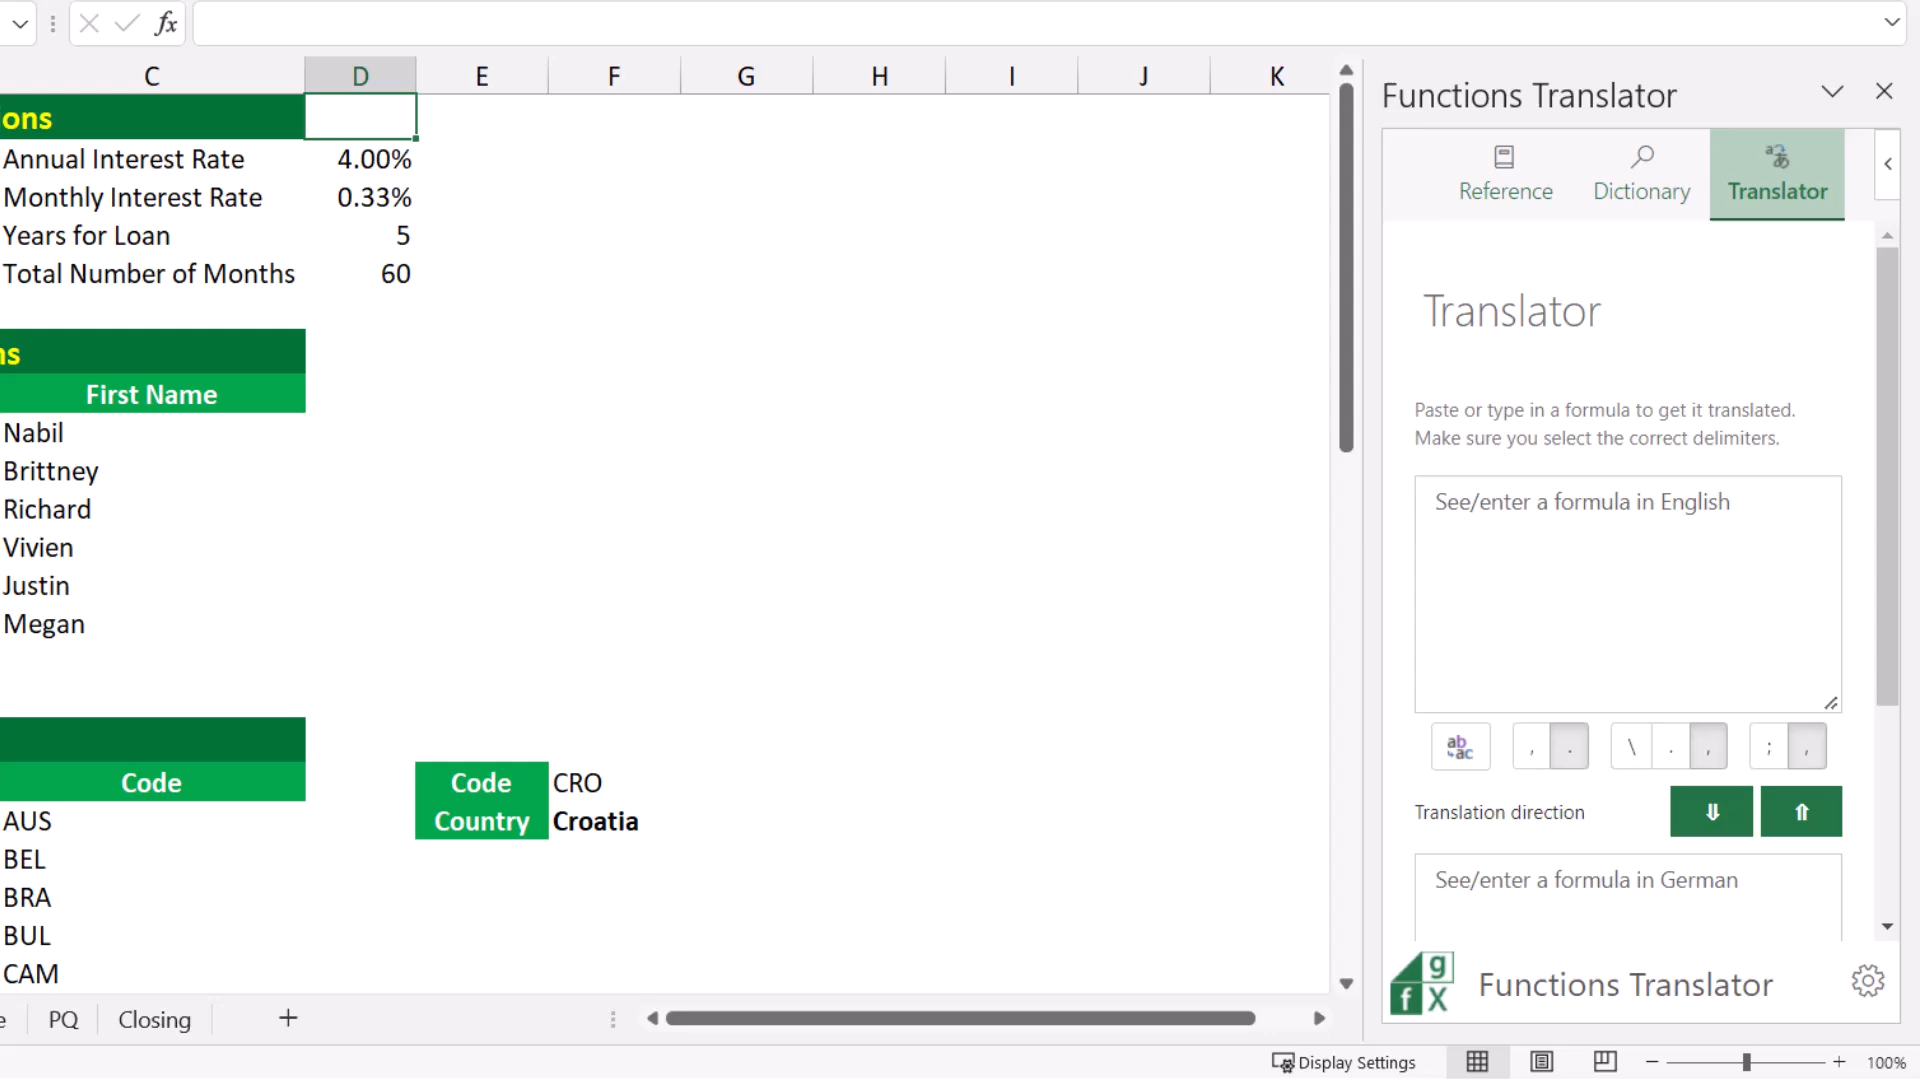 fx
C D E F G H I J K
ons
Annual Interest Rate 4.00%
Monthly Interest Rate 0.33%
Years for Loan 5
Total Number of Months 60
ns
First Name
Nabil
Brittney
Richard
Vivien
Justin
Megan
Code
AUS
BEL
BRA
BUL
CAM
Code CRO
Country Croatia
e PQ Closing +
Functions Translator
Reference Dictionary Translator
Translator
Paste or type in a formula to get it translated.
Make sure you select the correct delimiters.
See/enter a formula in English
ab ac , . \ . , ; ,
Translation direction
See/enter a formula in German
g f X Functions Translator
Display Settings 100%